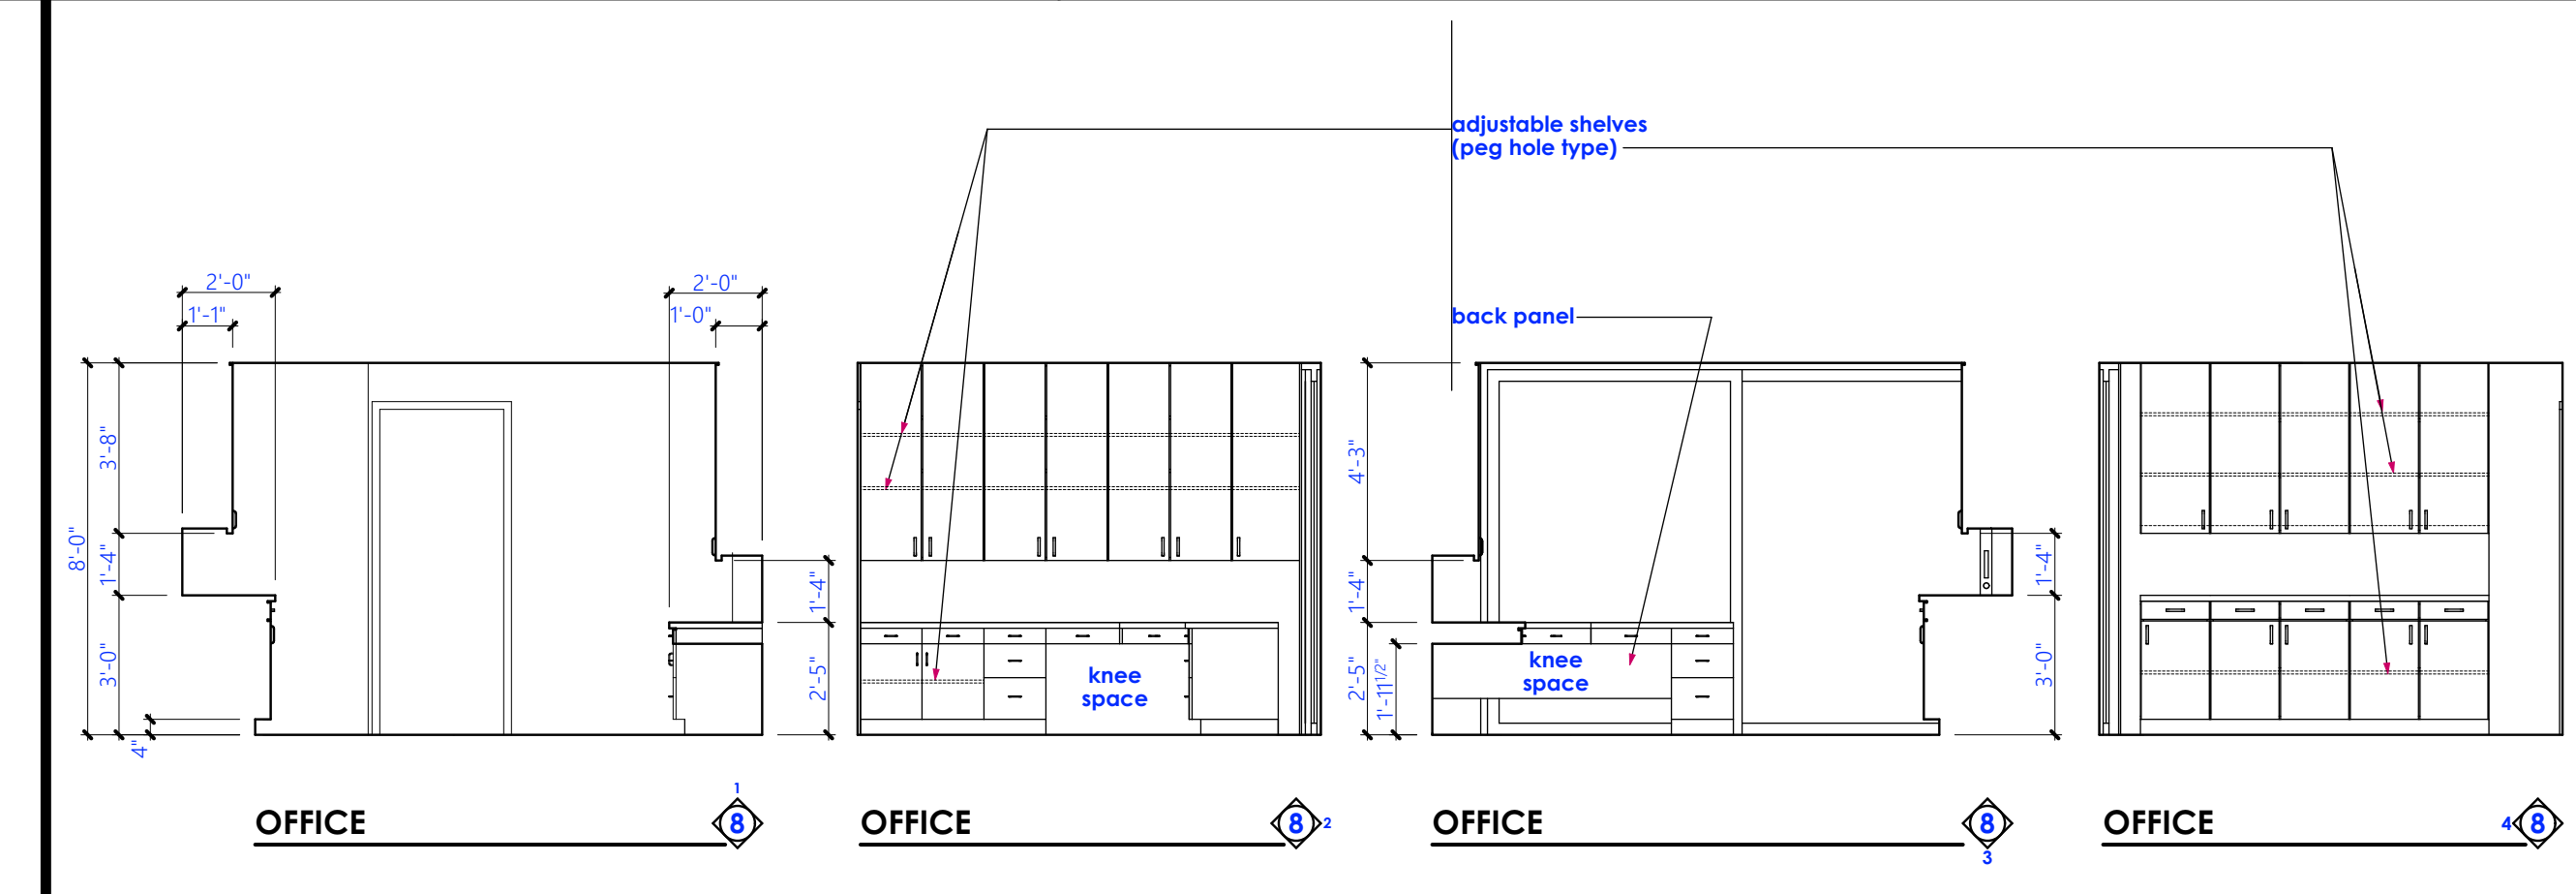 adjustable shelves
(peg hole type)
back panel
2'-0"
1'-1"
2'-0"
1'-0"
8'-0"
3'-8"
1'-4"
3'-0"
4"
1'-4"
2'-5"
knee
space
4'-3"
1'-4"
2'-5"
1'-11 1/2"
knee
space
1'-4"
3'-0"
OFFICE
1
8
OFFICE
8 2
OFFICE
8
3
OFFICE
4 8